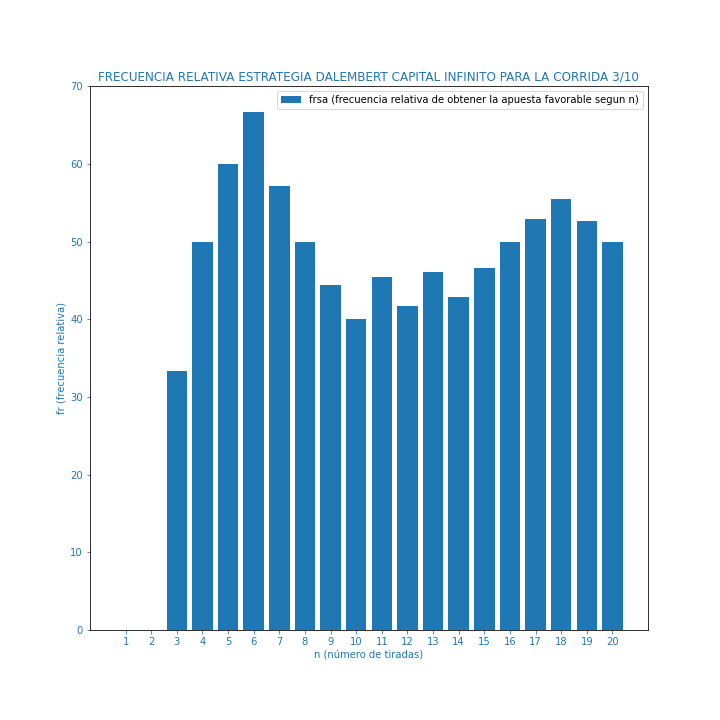 FRECUENCIA RELATIVA ESTRATEGIA DALEMBERT CAPITAL INFINITO PARA LA CORRIDA 3/10
frsa (frecuencia relativa de obtener la apuesta favorable segun n)
70
60
50
40
30
20
10
0
fr (frecuencia relativa)
1 2 3 4 5 6 7 8 9 10 11 12 13 14 15 16 17 18 19 20
n (número de tiradas)